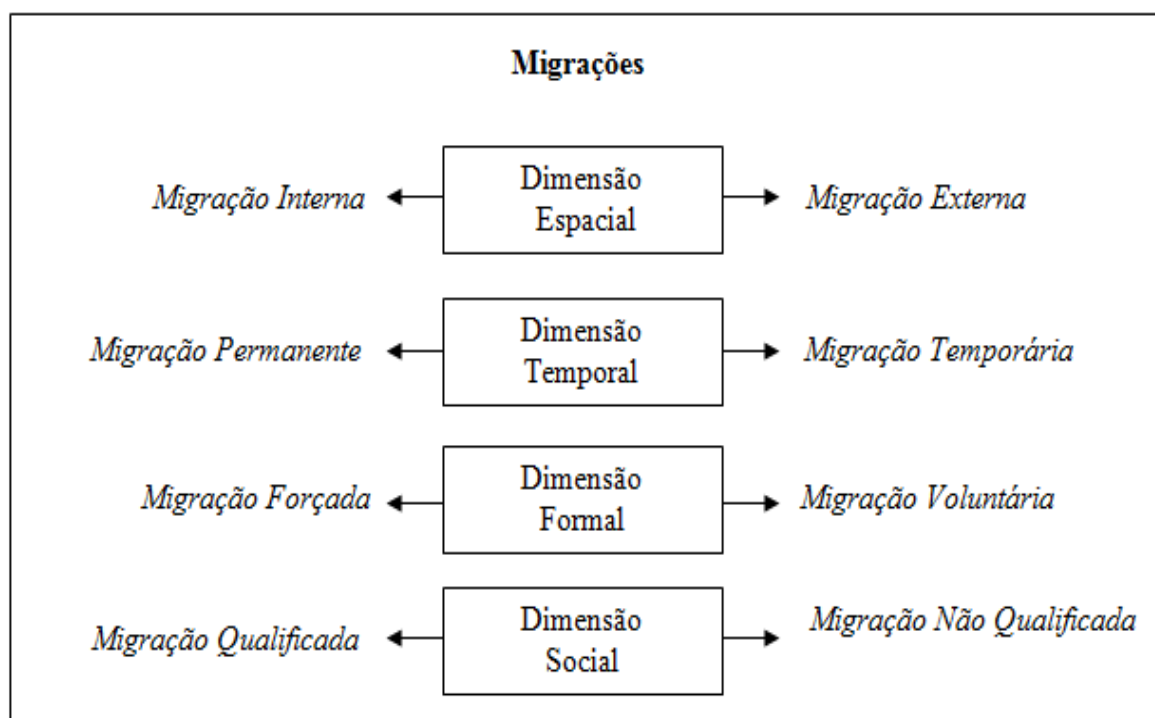 Migrações
Migração Interna
Dimensão
Espacial
Migração Externa
Migração Permanente
Dimensão
Temporal
Migração Temporária
Migração Forçada
Dimensão
Formal
Migração Voluntária
Migração Qualificada
Dimensão
Social
Migração Não Qualificada